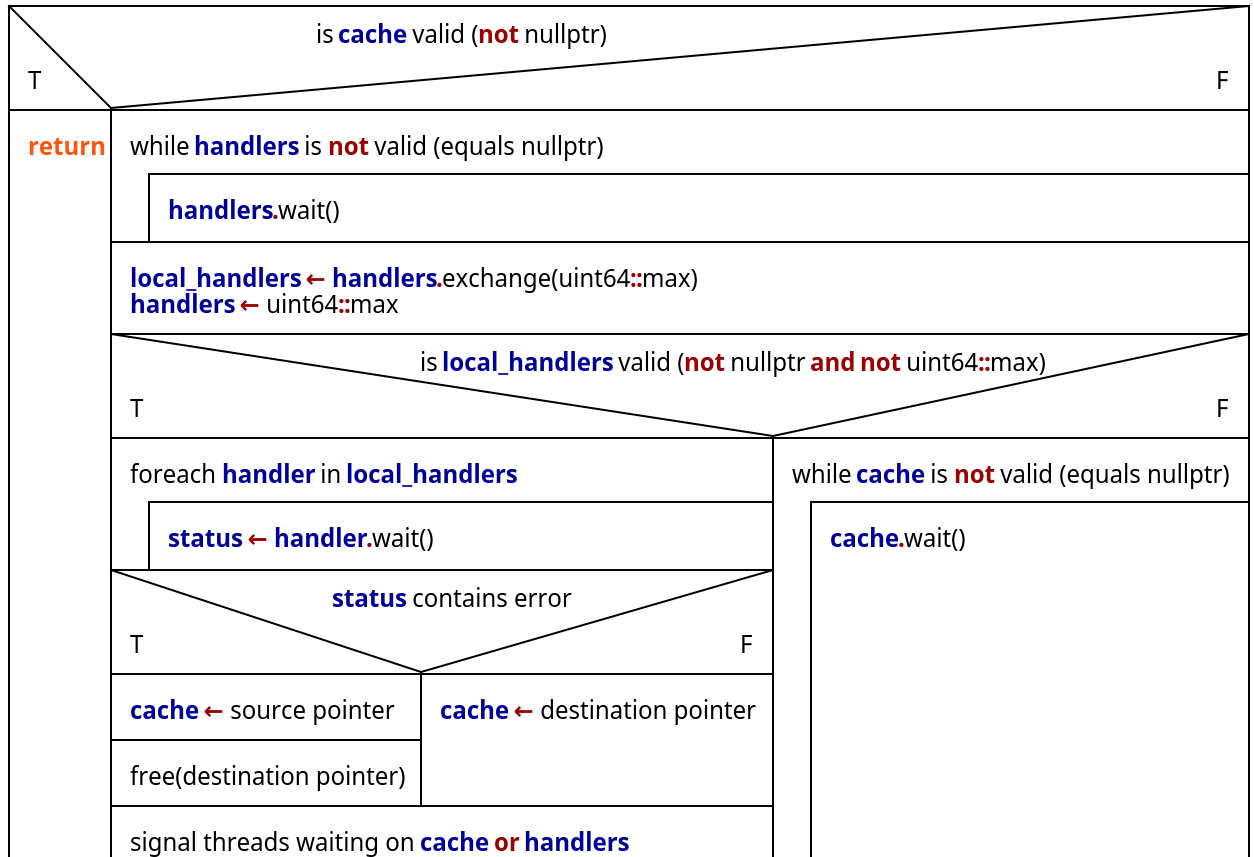 is cache valid (not nullptr)
T
F
return
while handlers is not valid (equals nullptr)
handlers.wait()
local_handlers ← handlers.exchange(uint64::max)
handlers ← uint64::max
is local_handlers valid (not nullptr and not uint64::max)
T
F
foreach handler in local_handlers
status ← handler.wait()
status contains error
T
F
cache ← source pointer
free(destination pointer)
cache ← destination pointer
signal threads waiting on cache or handlers
while cache is not valid (equals nullptr)
cache.wait()